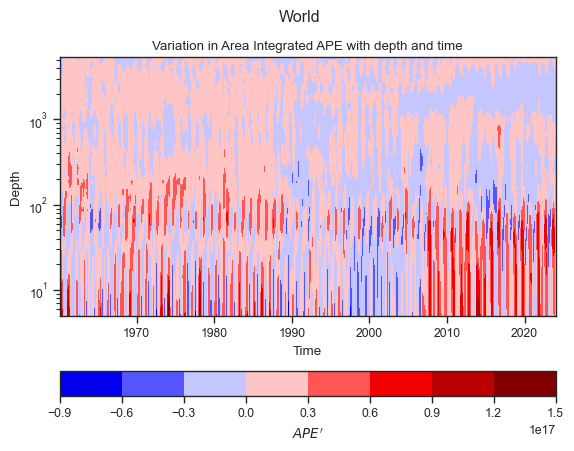 World
Variation in Area Integrated APE with depth and time
10³
10²
10¹
Depth
1970 1980 1990 2000 2010 2020
Time
−0.9 −0.6 −0.3 0.0 0.3 0.6 0.9 1.2 1.5
1e17
APE′